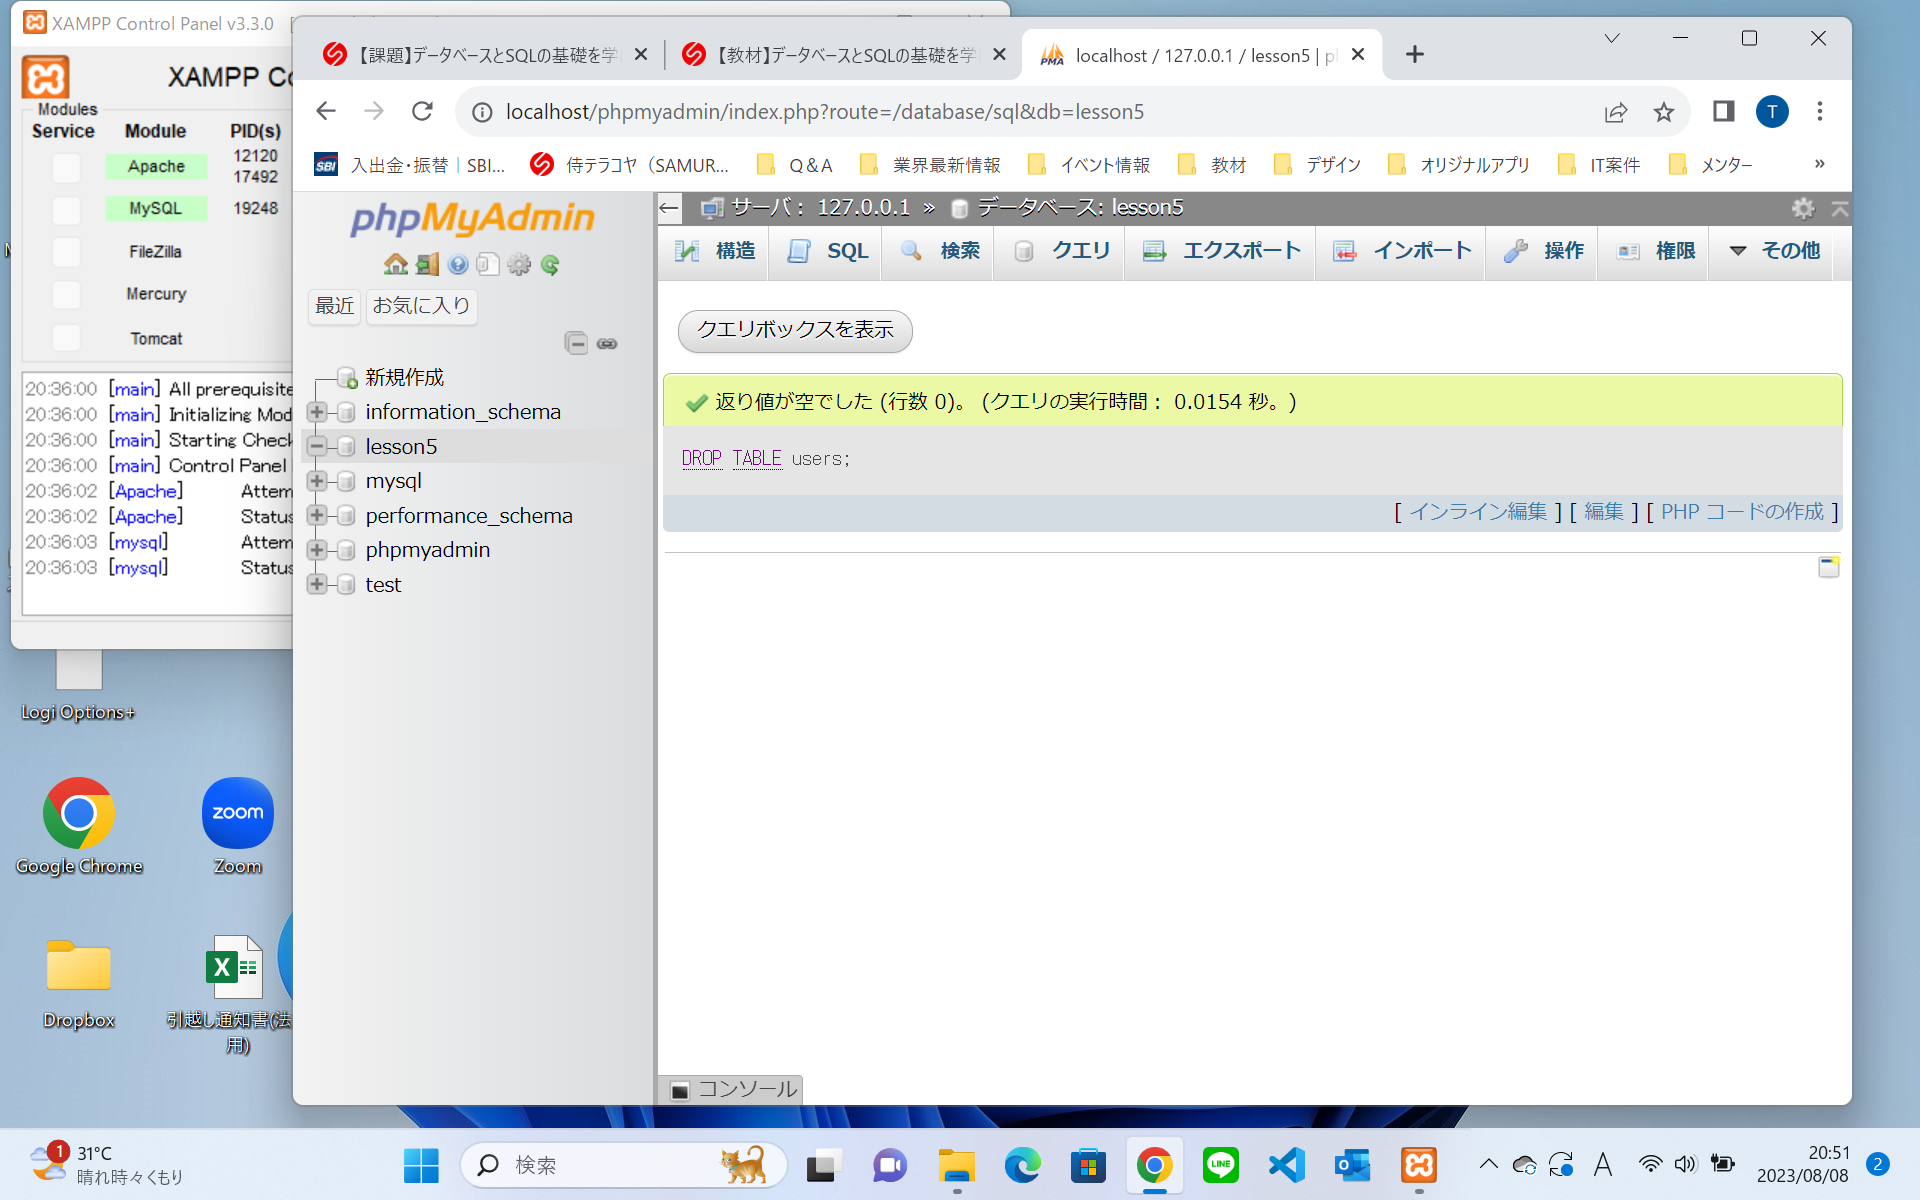 XAMPP Control Panel v3.3.0
XAMPP Co
Modules
Service Module PID(s)
Apache 12120
17492
MySQL 19248
FileZilla
Mercury
Tomcat
20:36:00 [main] All prerequisite
20:36:00 [main] Initializing Mod
20:36:00 [main] Starting Check
20:36:00 [main] Control Panel
20:36:02 [Apache] Attem
20:36:02 [Apache] Status
20:36:03 [mysql] Attem
20:36:03 [mysql] Status
Logi Options+
Google Chrome
Zoom
zoom
Dropbox
引越し通知書(法
用)
【課題】データベースとSQLの基礎を学
【教材】データベースとSQLの基礎を学
PMA
localhost / 127.0.0.1 / lesson5 | p
localhost/phpmyadmin/index.php?route=/database/sql&db=lesson5
T
SBI 入出金・振替｜SBI...
侍テラコヤ（SAMUR...
Q＆A
業界最新情報
イベント情報
教材
デザイン
オリジナルアプリ
IT案件
メンター
»
phpMyAdmin
最近 お気に入り
新規作成
information_schema
lesson5
mysql
performance_schema
phpmyadmin
test
サーバ： 127.0.0.1 » データベース: lesson5
構造 SQL 検索 クエリ エクスポート インポート 操作 権限 その他
クエリボックスを表示
返り値が空でした (行数 0)。 (クエリの実行時間： 0.0154 秒。)
DROP TABLE users;
[ インライン編集 ] [ 編集 ] [ PHP コードの作成 ]
コンソール
1 31°C
晴れ時々くもり
検索
LINE
A
20:51
2023/08/08
2